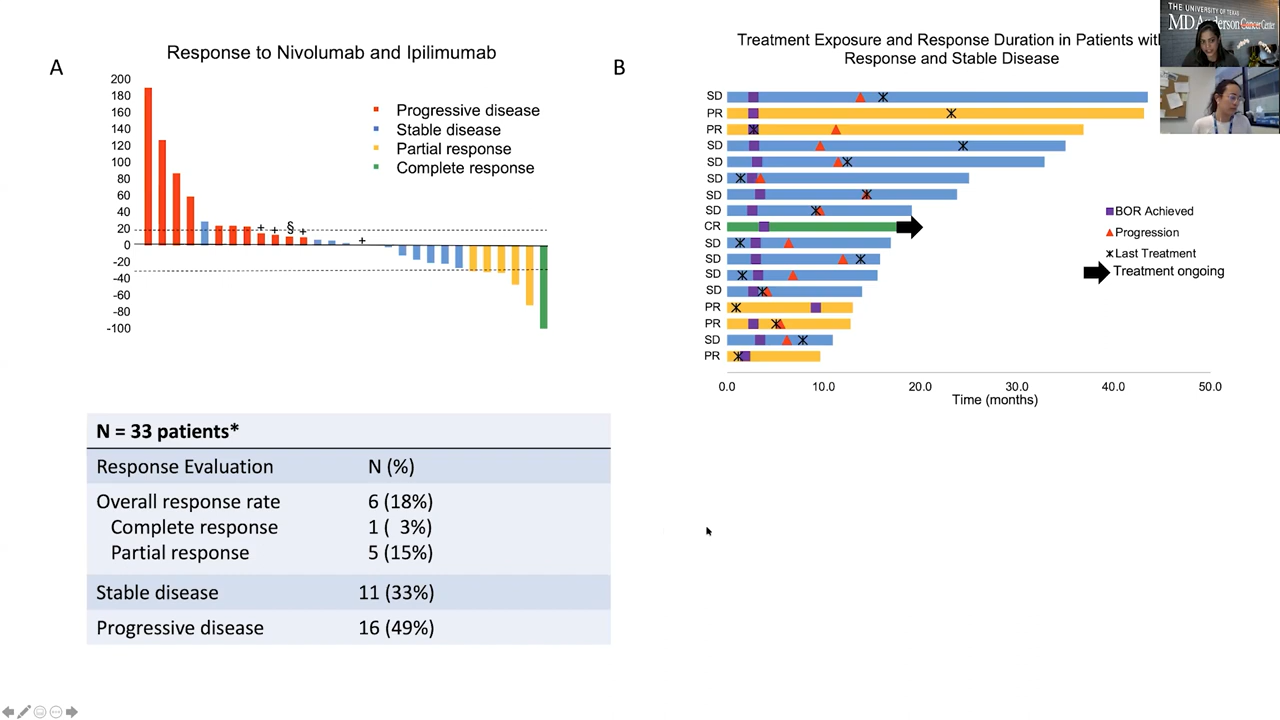 THE UNIVERSITY OF TEXAS
MD Anderson Cancer Center
A
Response to Nivolumab and Ipilimumab
200
180
160
140
120
100
80
60
40
20
0
-20
-40
-60
-80
-100
Progressive disease
Stable disease
Partial response
Complete response
+
+
§
+
+
B
Treatment Exposure and Response Duration in Patients with
Response and Stable Disease
SD
PR
PR
SD
SD
SD
SD
SD
CR
SD
SD
SD
SD
PR
PR
SD
PR
0.0 10.0 20.0 30.0 40.0 50.0
Time (months)
BOR Achieved
Progression
Last Treatment
Treatment ongoing
N = 33 patients*
Response Evaluation N (%)
Overall response rate 6 (18%)
Complete response 1 ( 3%)
Partial response 5 (15%)
Stable disease 11 (33%)
Progressive disease 16 (49%)